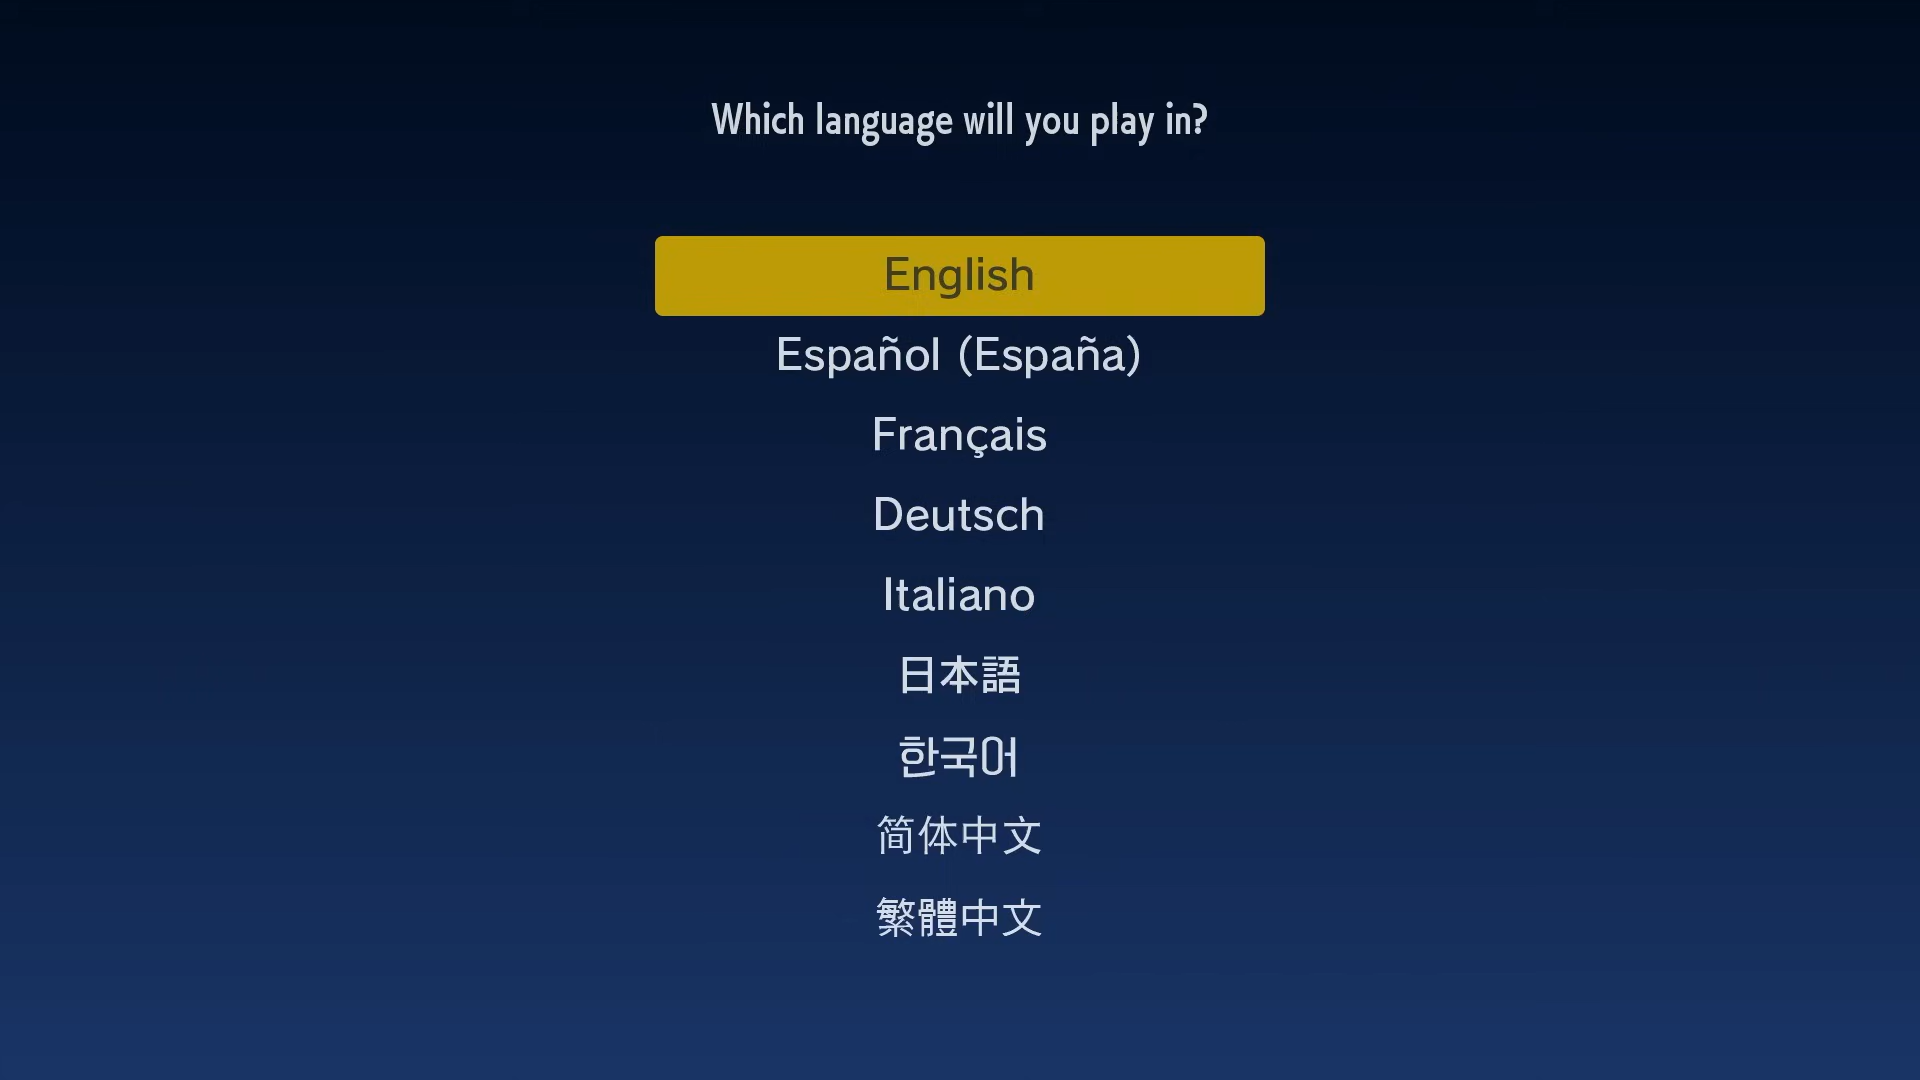 Which language will you play in?
English
Español (España)
Français
Deutsch
Italiano
日本語
한국어
简体中文
繁體中文